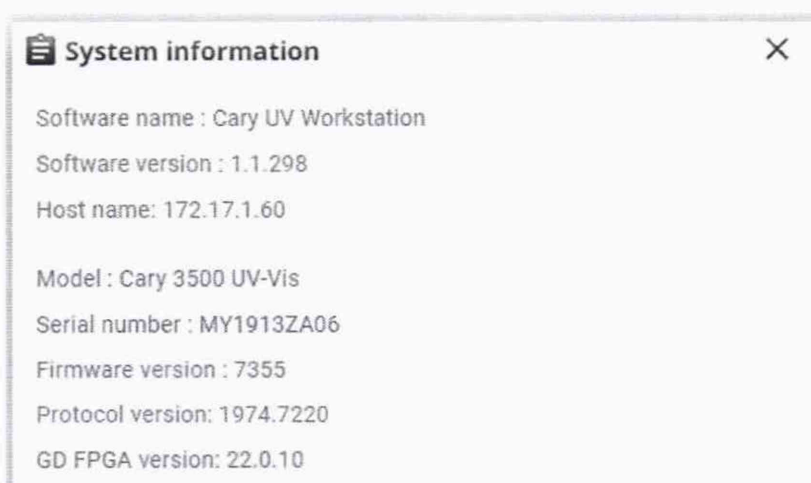 System information
Software name : Cary UV Workstation
Software version : 1.1.298
Host name: 172.17.1.60
Model : Cary 3500 UV-Vis
Serial number : MY1913ZA06
Firmware version : 7355
Protocol version: 1974.7220
GD FPGA version: 22.0.10